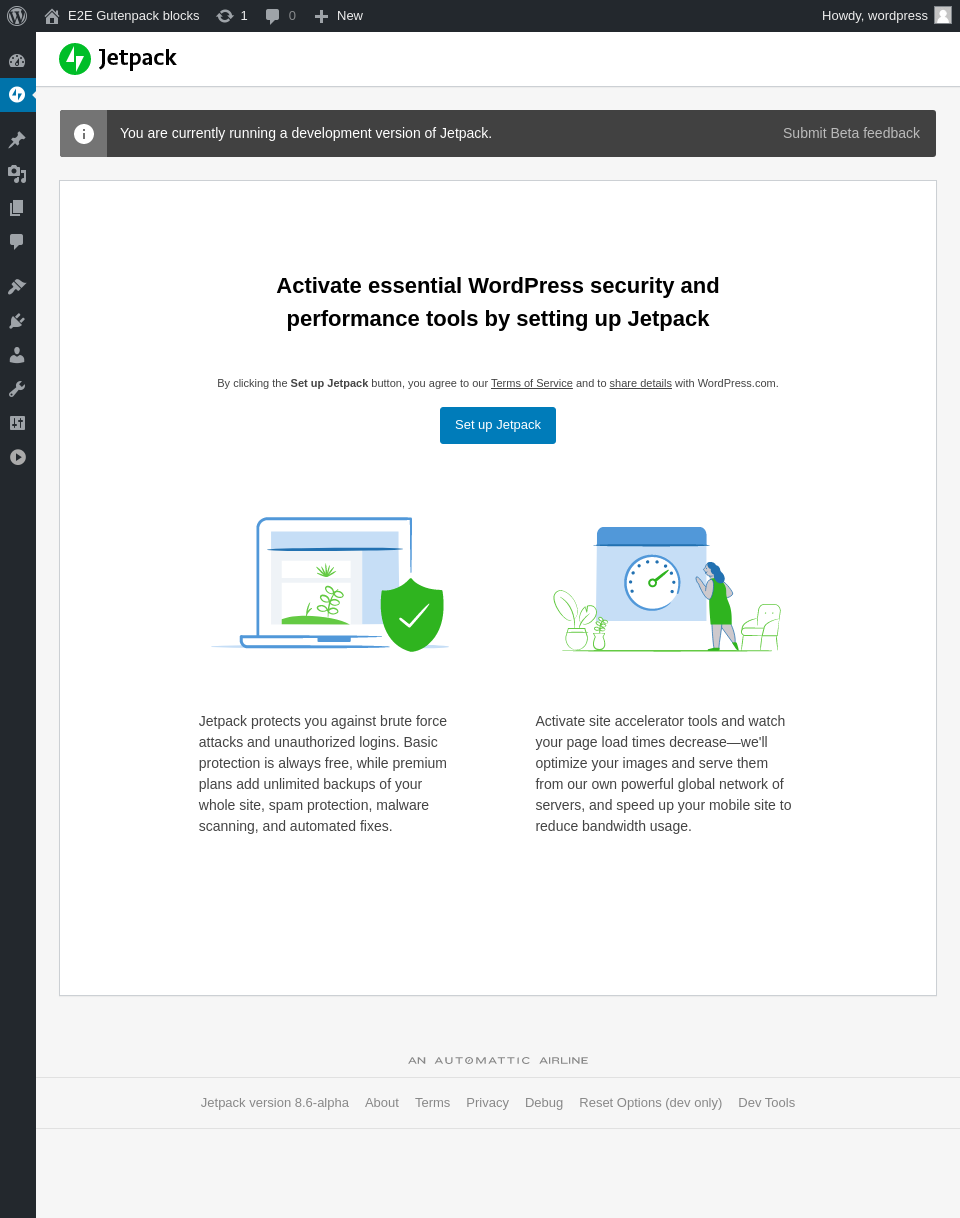 E2E Gutenpack blocks 1 0 New Howdy, wordpress
Jetpack
You are currently running a development version of Jetpack. Submit Beta feedback
Activate essential WordPress security and
performance tools by setting up Jetpack
By clicking the Set up Jetpack button, you agree to our Terms of Service and to share details with WordPress.com.
Set up Jetpack
Jetpack protects you against brute force
attacks and unauthorized logins. Basic
protection is always free, while premium
plans add unlimited backups of your
whole site, spam protection, malware
scanning, and automated fixes.
Activate site accelerator tools and watch
your page load times decrease—we'll
optimize your images and serve them
from our own powerful global network of
servers, and speed up your mobile site to
reduce bandwidth usage.
AN AUTOMATTIC AIRLINE
Jetpack version 8.6-alpha About Terms Privacy Debug Reset Options (dev only) Dev Tools